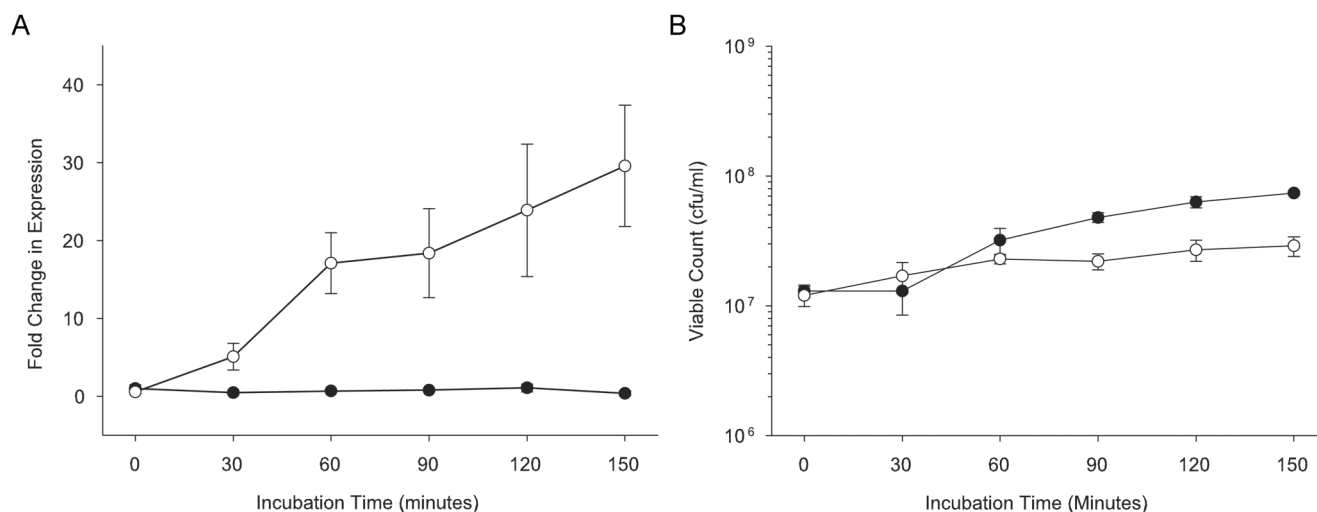 A
Fold Change in Expression
40
30
20
10
0
0 30 60 90 120 150
Incubation Time (minutes)
B
Viable Count (cfu/ml)
10⁹
10⁸
10⁷
10⁶
0 30 60 90 120 150
Incubation Time (Minutes)